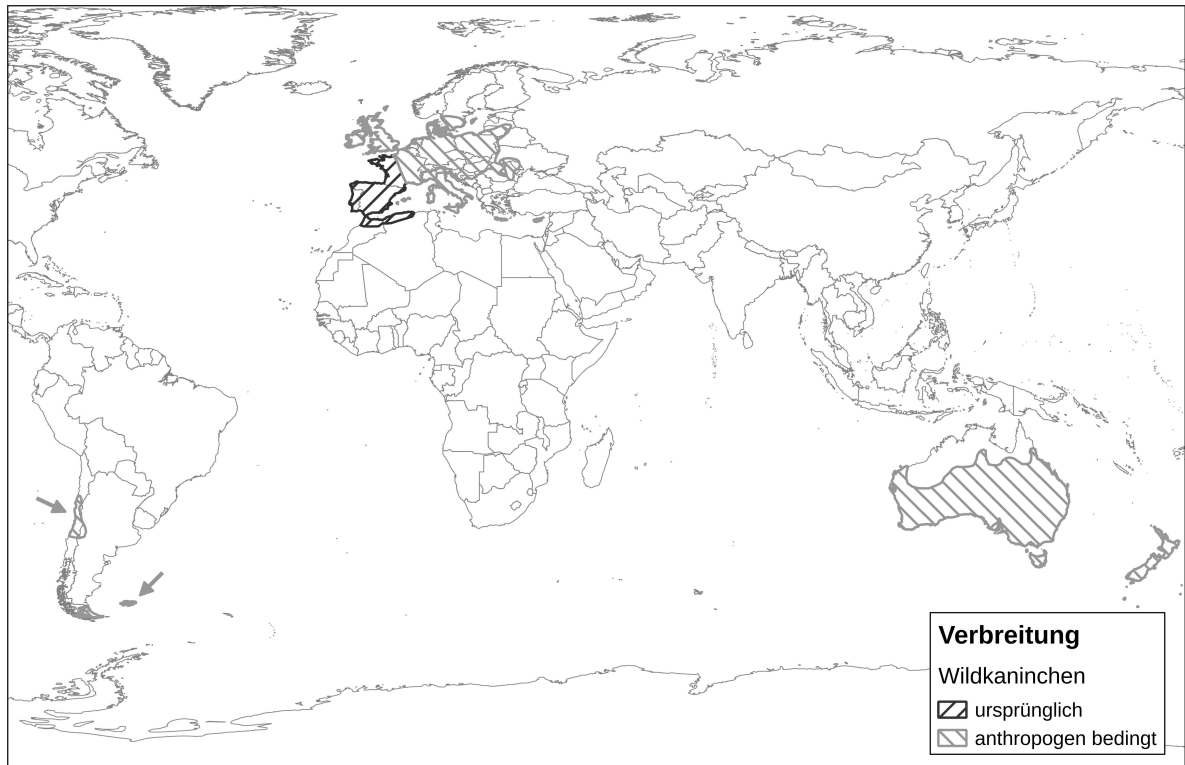 Verbreitung
Wildkaninchen
ursprünglich
anthropogen bedingt